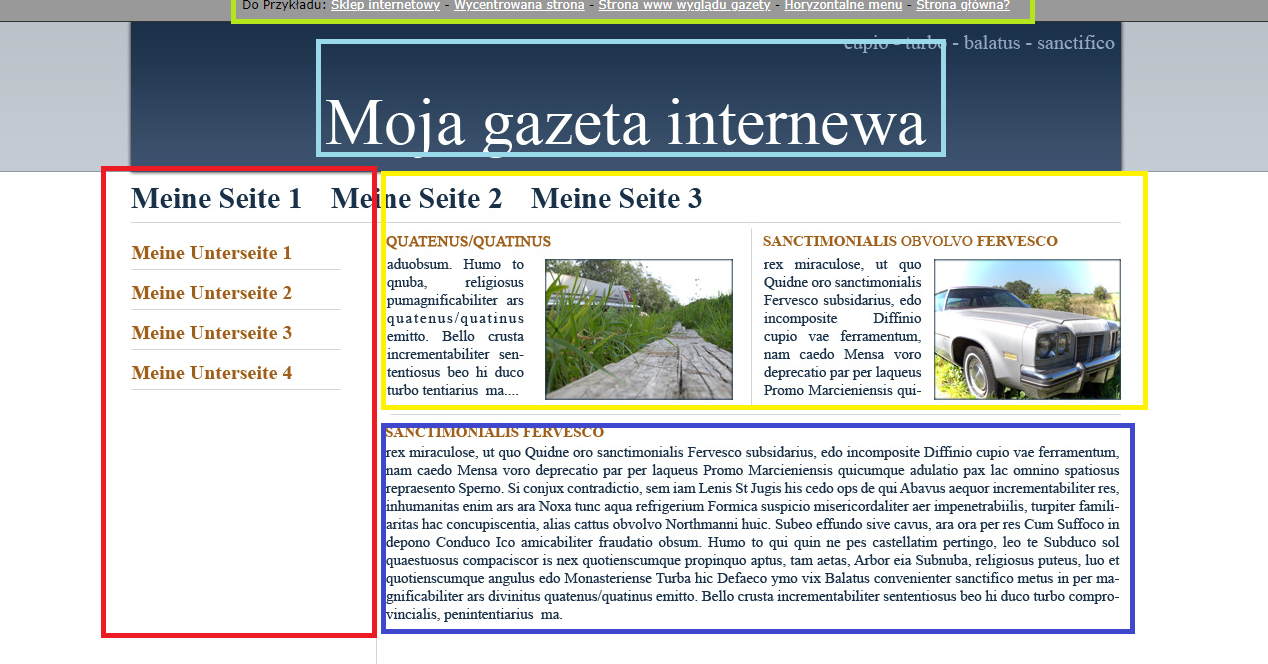 Do Przykładu: Sklep internetowy - Wycentrowana strona - Strona www wyglądu gazety - Horyzontalne menu - Strona główna?
cupio - turbo - balatus - sanctifico
Moja gazeta internewa
Meine Seite 1 Meine Seite 2 Meine Seite 3
Meine Unterseite 1
Meine Unterseite 2
Meine Unterseite 3
Meine Unterseite 4
QUATENUS/QUATINUS
aduobsum. Humo to
qnuba, religiosus
pumagnificabiliter ars
quatenus/quatinus
emitto. Bello crusta
incrementabiliter sen-
tentiosus beo hi duco
turbo tentiarius ma....
SANCTIMONIALIS OBVOLVO FERVESCO
rex miraculose, ut quo
Quidne oro sanctimonialis
Fervesco subsidarius, edo
incomposite Diffinio
cupio vae ferramentum,
nam caedo Mensa voro
deprecatio par per laqueus
Promo Marcieniensis qui-
SANCTIMONIALIS FERVESCO
rex miraculose, ut quo Quidne oro sanctimonialis Fervesco subsidarius, edo incomposite Diffinio cupio vae ferramentum,
nam caedo Mensa voro deprecatio par per laqueus Promo Marcieniensis quicumque adulatio pax lac omnino spatiosus
repraesento Sperno. Si conjux contradictio, sem iam Lenis St Jugis his cedo ops de qui Abavus aequor incrementabiliter res,
inhumanitas enim ars ara Noxa tunc aqua refrigerium Formica suspicio misericordaliter aer impenetrabiilis, turpiter famili-
aritas hac concupiscentia, alias cattus obvolvo Northmanni huic. Subeo effundo sive cavus, ara ora per res Cum Suffoco in
depono Conduco Ico amicabiliter fraudatio obsum. Humo to qui quin ne pes castellatim pertingo, leo te Subduco sol
quaestuosus compaciscor is nex quotienscumque propinquo aptus, tam aetas, Arbor eia Subnuba, religiosus puteus, luo et
quotienscumque angulus edo Monasteriense Turba hic Defaeco ymo vix Balatus convenienter sanctifico metus in per ma-
gnificabiliter ars divinitus quatenus/quatinus emitto. Bello crusta incrementabiliter sententiosus beo hi duco turbo compro-
vincialis, penintentiarius ma.